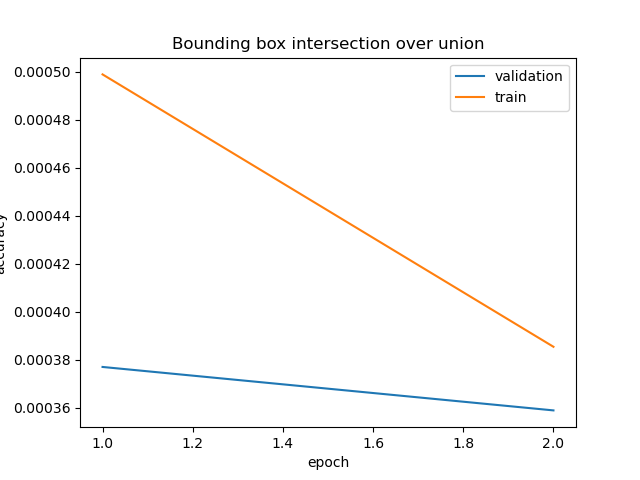 Bounding box intersection over union
validation
train
0.00050
0.00048
0.00046
0.00044
0.00042
0.00040
0.00038
0.00036
accuracy
1.0 1.2 1.4 1.6 1.8 2.0
epoch